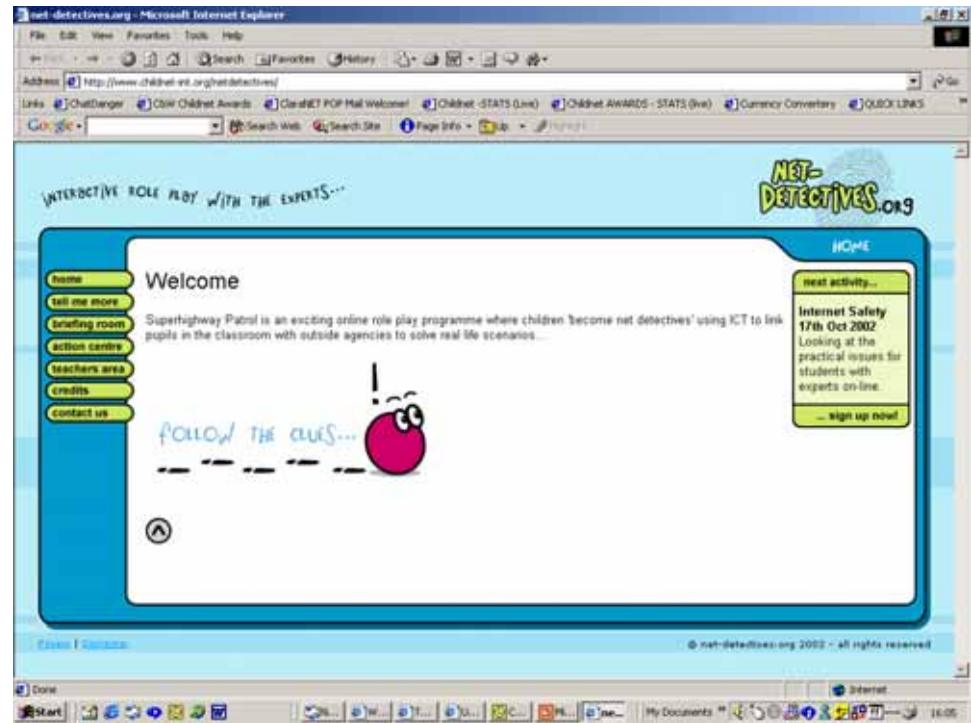 net-detectives.org - Microsoft Internet Explorer
File Edit View Favorites Tools Help
Search Favorites History
Address http://www.childnet-int.org/netdetectives/ Go
Links ChatDanger Childnet Awards Childnet -STATS (Live) Childnet AWARDS - STATS (live) Currency Converters QUICK LINKS
Google Search Web Search Site Page Info Up Highlight
INTERACTIVE ROLE PLAY WITH THE EXPERTS...
NET-
DETECTIVES.ORG
HOME
home
tell me more
briefing room
action centre
teachers area
credits
contact us
Welcome
Superhighway Patrol is an exciting online role play programme where children 'become net detectives' using ICT to link
pupils in the classroom with outside agencies to solve real life scenarios...
!
FOLLOW THE CLUES...
next activity...
Internet Safety
17th Oct 2002
Looking at the
practical issues for
students with
experts on-line.
... sign up now!
Privacy |
© net-detectives.org 2002 - all rights reserved
Done Internet
Start My Documents 16:05